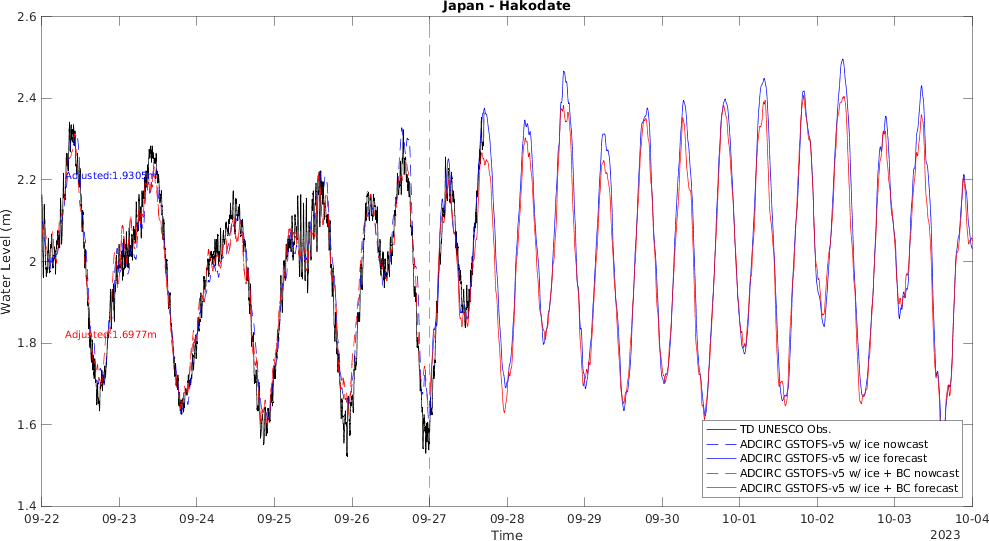 Japan - Hakodate
Water Level (m)
2.6
2.4
2.2
2
1.8
1.6
1.4
Adjusted:1.9305m
Adjusted:1.6977m
TD UNESCO Obs.
ADCIRC GSTOFS-v5 w/ ice nowcast
ADCIRC GSTOFS-v5 w/ ice forecast
ADCIRC GSTOFS-v5 w/ ice + BC nowcast
ADCIRC GSTOFS-v5 w/ ice + BC forecast
09-22 09-23 09-24 09-25 09-26 09-27 09-28 09-29 09-30 10-01 10-02 10-03 10-04
Time
2023